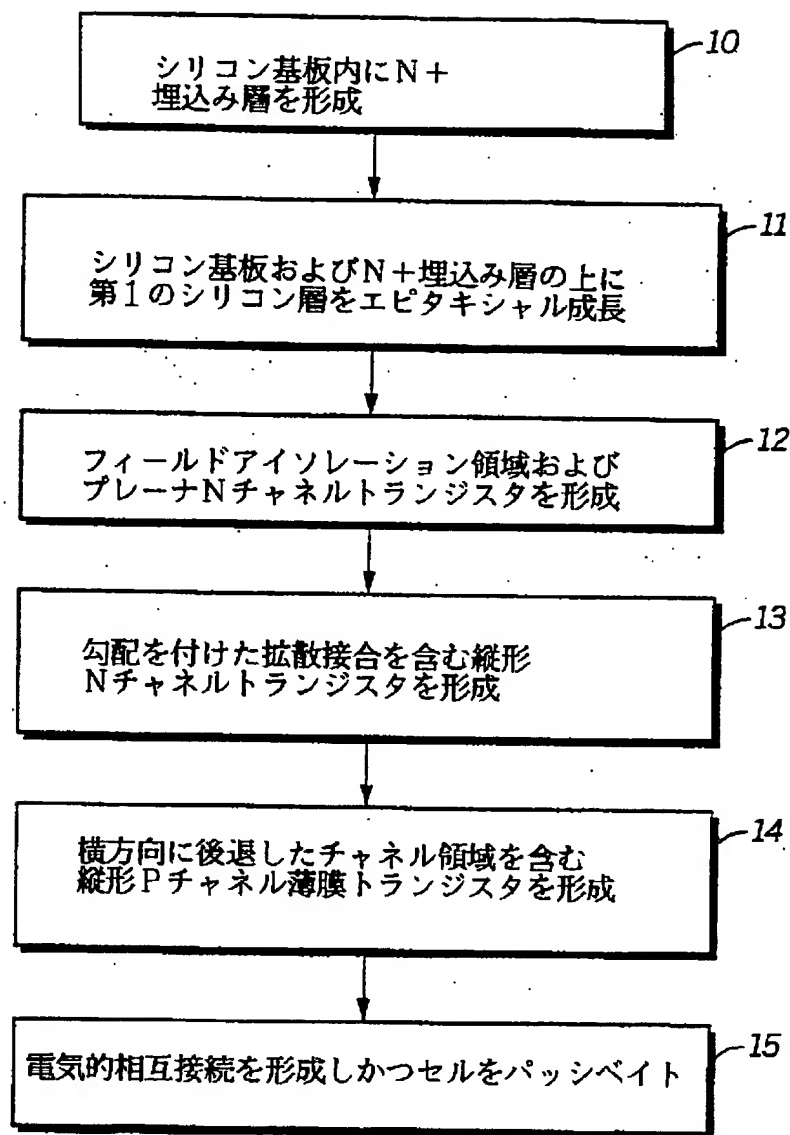 10
シリコン基板内にN+
埋込み層を形成
11
シリコン基板およびN+埋込み層の上に
第1のシリコン層をエピタキシャル成長
12
フィールドアイソレーション領域および
プレーナNチャネルトランジスタを形成
13
勾配を付けた拡散接合を含む縦形
Nチャネルトランジスタを形成
14
横方向に後退したチャネル領域を含む
縦形Pチャネル薄膜トランジスタを形成
15
電気的相互接続を形成しかつセルをパッシベイト